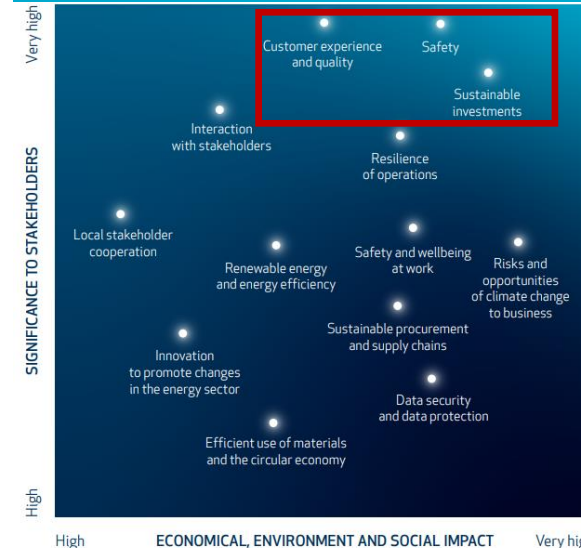 Very high
Customer experience
and quality
Safety
Sustainable
investments
Interaction
with stakeholders
Resilience
of operations
SIGNIFICANCE TO STAKEHOLDERS
Local stakeholder
cooperation
Renewable energy
and energy efficiency
Safety and wellbeing
at work
Risks and
opportunities
of climate change
to business
Sustainable procurement
and supply chains
Innovation
to promote changes
in the energy sector
Data security
and data protection
Efficient use of materials
and the circular economy
High
High
ECONOMICAL, ENVIRONMENT AND SOCIAL IMPACT
Very hig